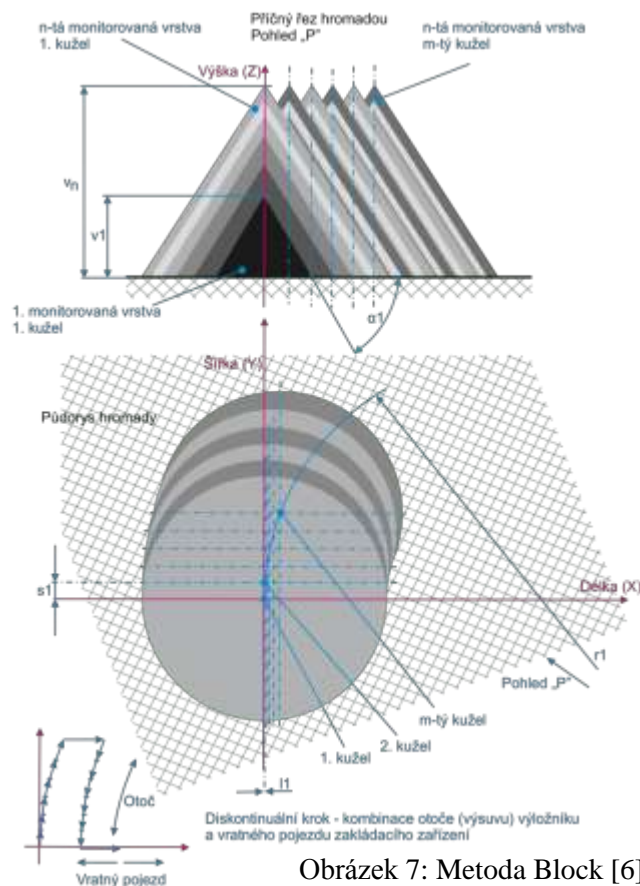 Příčný řez hromadou
Pohled „P"
n-tá monitorovaná vrstva
1. kužel
n-tá monitorovaná vrstva
m-tý kužel
Výška (Z)
vn
v1
1. monitorovaná vrstva
1. kužel
α1
Šířka (Y)
Půdorys hromady
s1
Délka (X)
r1
Pohled „P"
m-tý kužel
2. kužel
1. kužel
l1
Otoč
Vratný pojezd
Diskontinuální krok - kombinace otoče (výsuvu) výložníku
a vratného pojezdu zakládacího zařízení
Obrázek 7: Metoda Block [6]